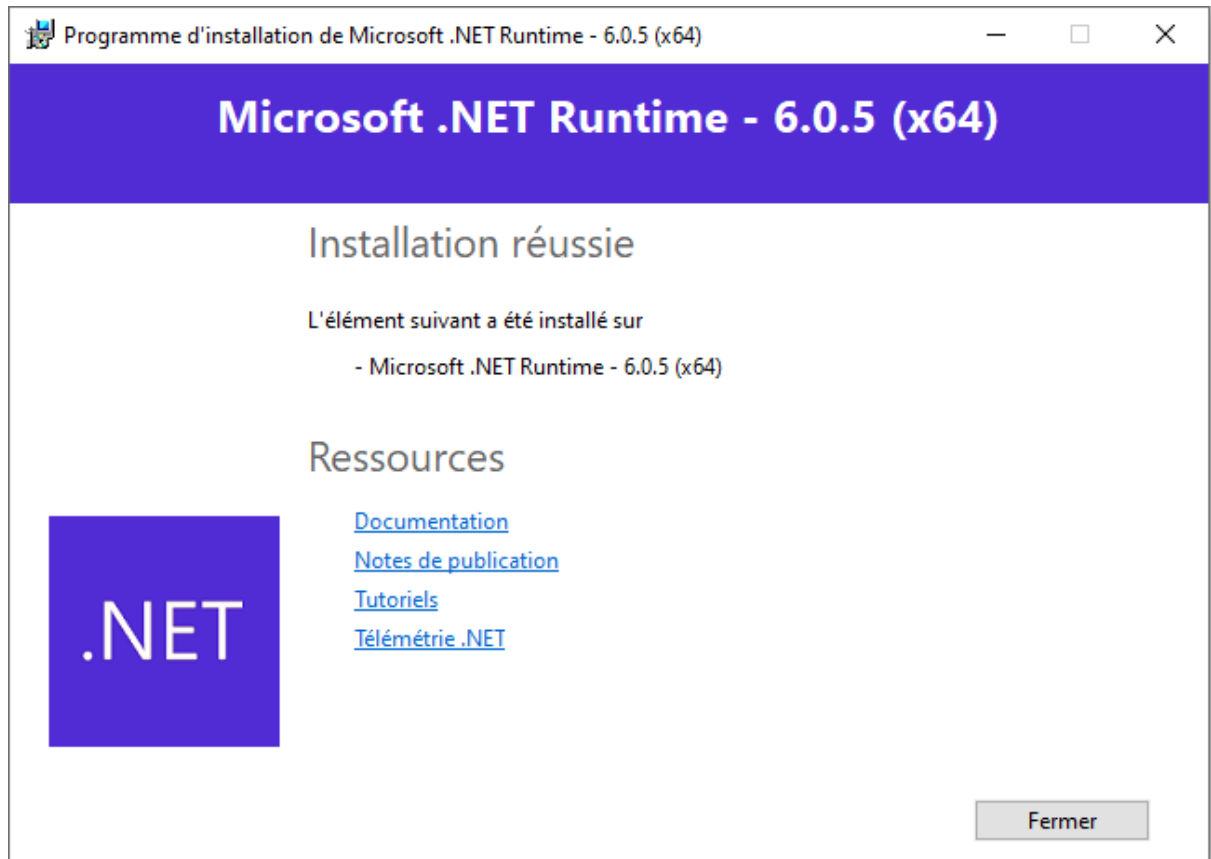 Programme d'installation de Microsoft .NET Runtime - 6.0.5 (x64)
Microsoft .NET Runtime - 6.0.5 (x64)
Installation réussie
L'élément suivant a été installé sur
- Microsoft .NET Runtime - 6.0.5 (x64)
Ressources
Documentation
Notes de publication
Tutoriels
Télémétrie .NET
.NET
Fermer